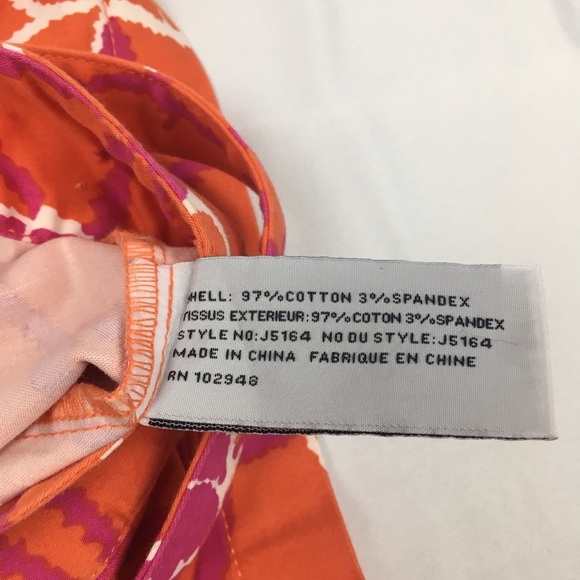 SHELL: 97%COTTON 3%SPANDEX
TISSUS EXTERIEUR:97%COTON 3%SPANDEX
STYLE NO:J5164 NO DU STYLE:J5164
MADE IN CHINA FABRIQUE EN CHINE
RN 102948